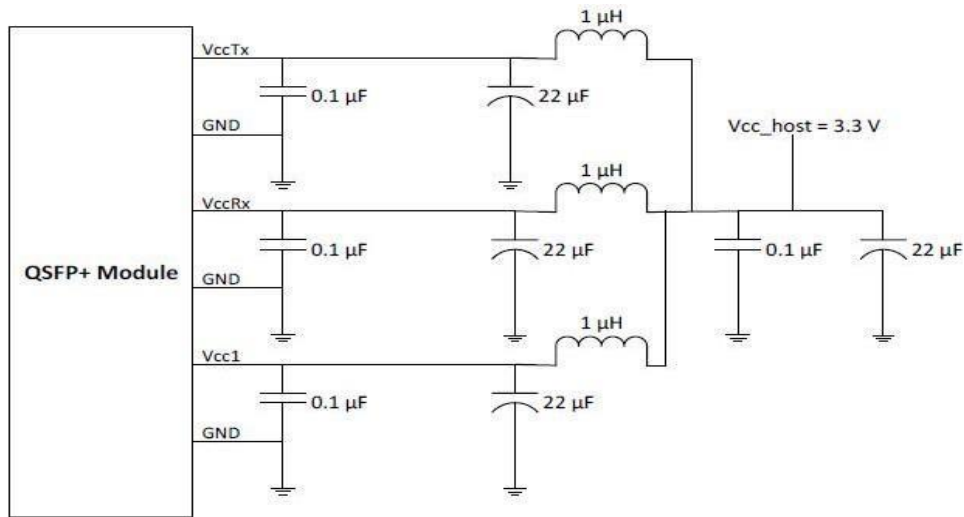 1 µH
VccTx
0.1 µF
22 µF
GND
Vcc_host = 3.3 V
1 µH
VccRx
0.1 µF
22 µF
0.1 µF
22 µF
QSFP+ Module
GND
1 µH
Vcc1
0.1 µF
22 µF
GND